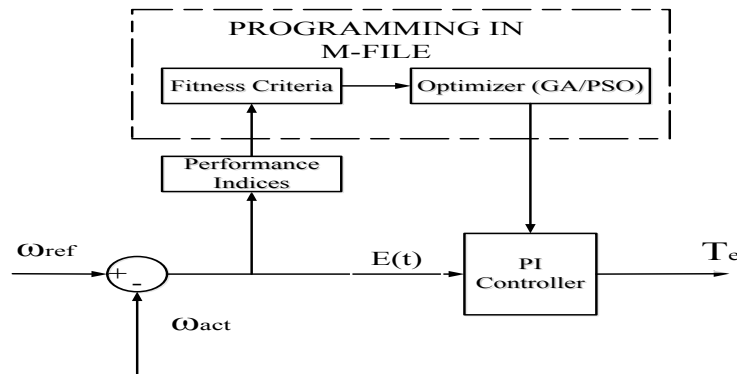 PROGRAMMING IN
M-FILE
Fitness Criteria
Optimizer (GA/PSO)
Performance
Indices
ωref
+
-
E(t)
PI
Controller
Te
ωact